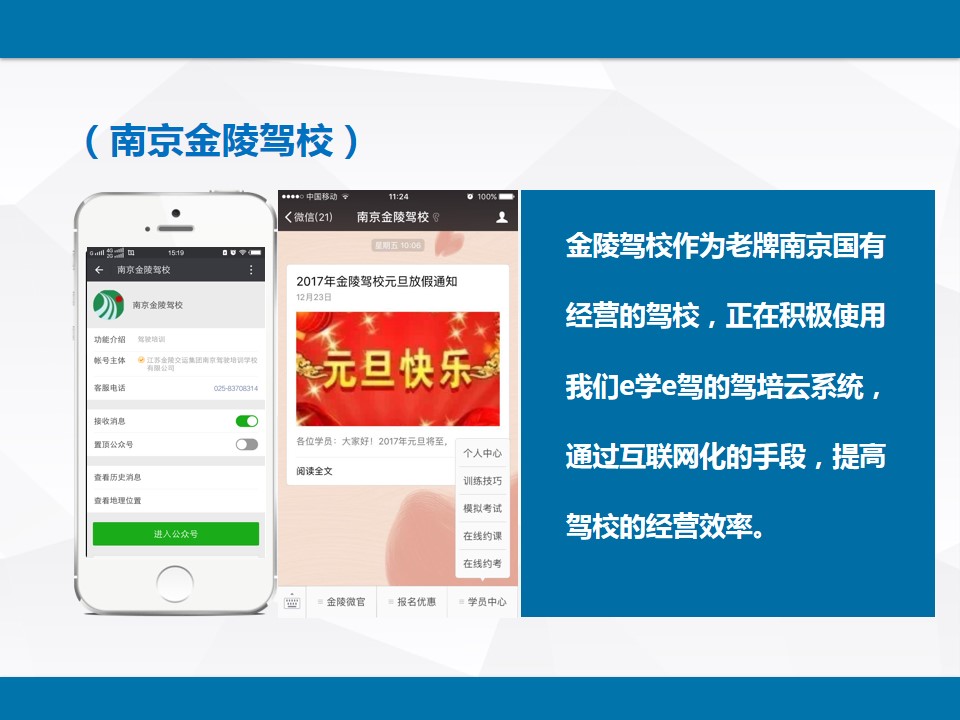 （南京金陵驾校）
15:19
南京金陵驾校
南京金陵驾校
功能介绍 驾驶培训
帐号主体 江苏金陵交运集团南京驾驶培训学校
有限公司
客服电话 025-83708314
接收消息
置顶公众号
查看历史消息
查看地理位置
进入公众号
中国移动 11:24 100%
微信(21) 南京金陵驾校
星期五 10:06
2017年金陵驾校元旦放假通知
12月23日
元旦快乐
各位学员：大家好！2017年元旦将至，
阅读全文
个人中心
训练技巧
模拟考试
在线约课
在线约考
金陵微官 报名优惠 学员中心
金陵驾校作为老牌南京国有
经营的驾校，正在积极使用
我们e学e驾的驾培云系统，
通过互联网化的手段，提高
驾校的经营效率。